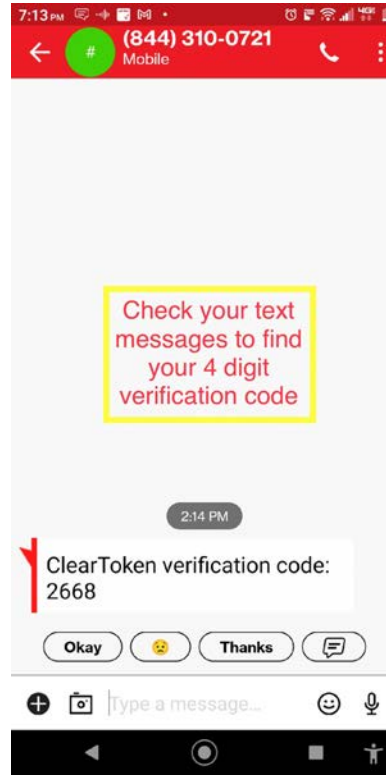 7:13 PM
4GE
(844) 310-0721
#
Mobile
Check your text
messages to find
your 4 digit
verification code
2:14 PM
ClearToken verification code:
2668
Okay
Thanks
Type a message...